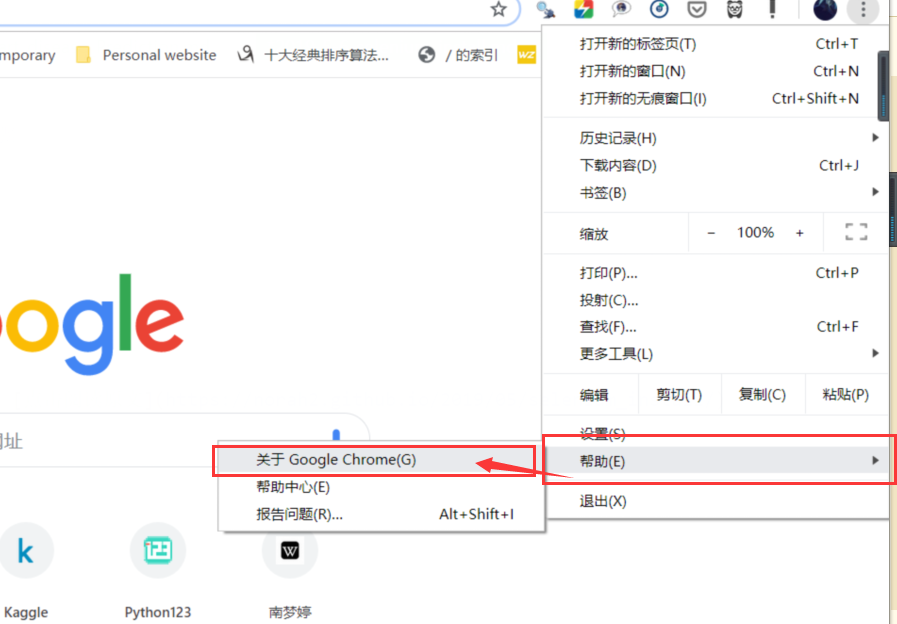 mporary
Personal website
十大经典排序算法...
/ 的索引
wz
打开新的标签页(T) Ctrl+T
打开新的窗口(N) Ctrl+N
打开新的无痕窗口(I) Ctrl+Shift+N
历史记录(H)
下载内容(D) Ctrl+J
书签(B)
缩放 − 100% +
打印(P)... Ctrl+P
投射(C)...
查找(F)... Ctrl+F
更多工具(L)
编辑 剪切(T) 复制(C) 粘贴(P)
设置(S)
帮助(E)
退出(X)
ogle
网址
关于 Google Chrome(G)
帮助中心(E)
报告问题(R)... Alt+Shift+I
k
W
Kaggle
Python123
南梦婷